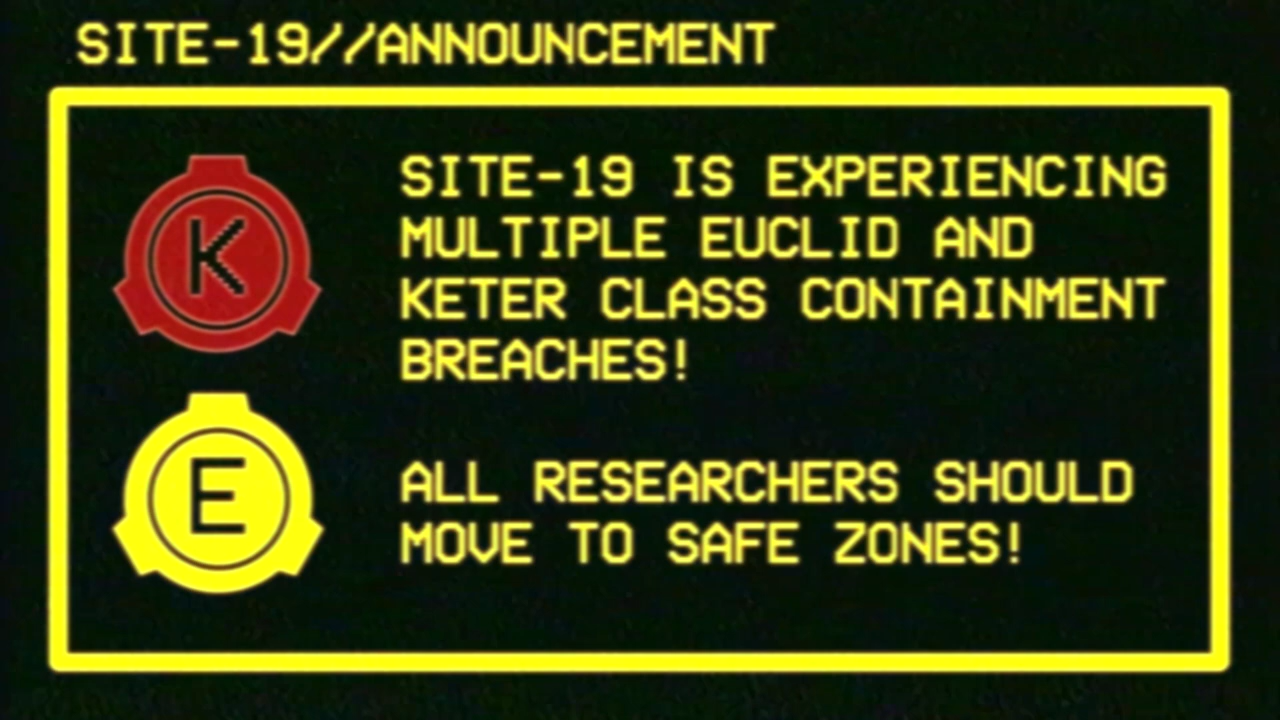 SITE-19//ANNOUNCEMENT
K
SITE-19 IS EXPERIENCING
MULTIPLE EUCLID AND
KETER CLASS CONTAINMENT
BREACHES!
E
ALL RESEARCHERS SHOULD
MOVE TO SAFE ZONES!